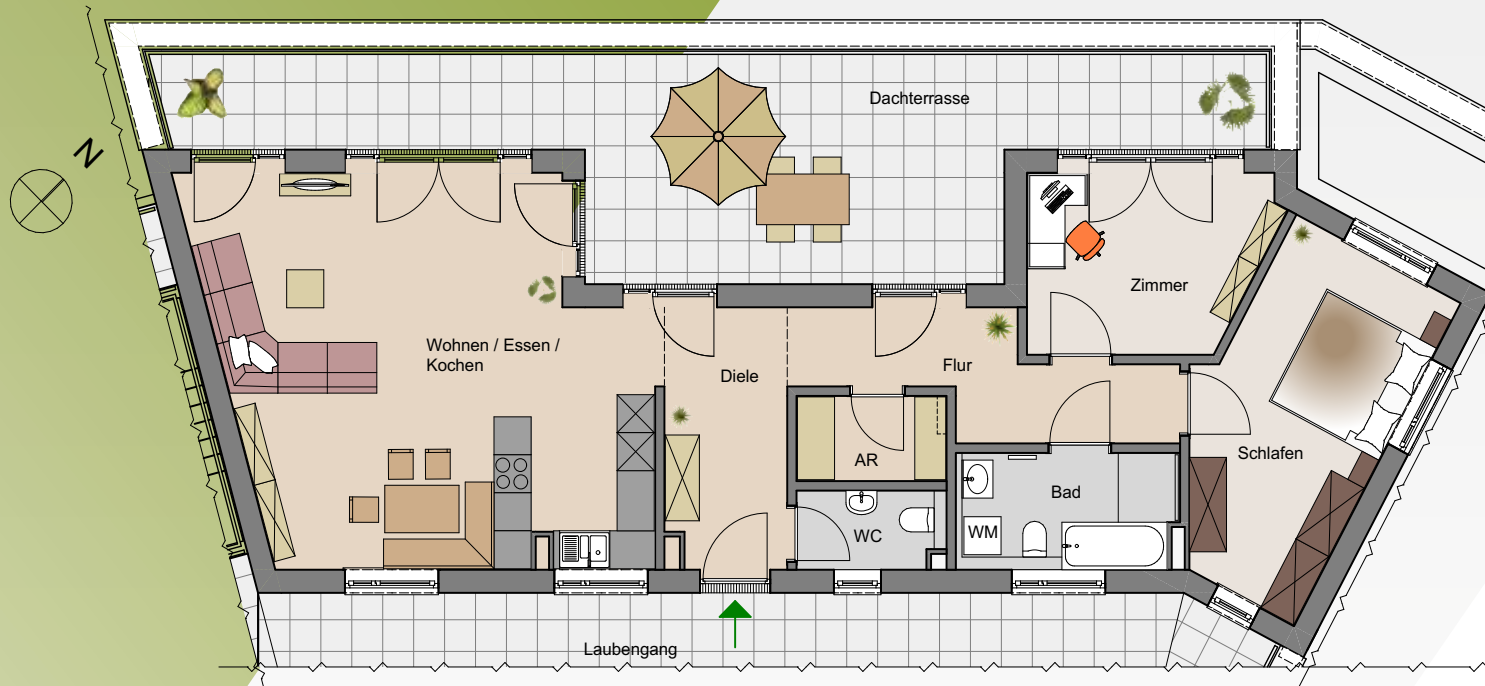 Dachterrasse
N
Zimmer
Wohnen / Essen /
Kochen
Diele
Flur
Schlafen
AR
Bad
WC
WM
Laubengang